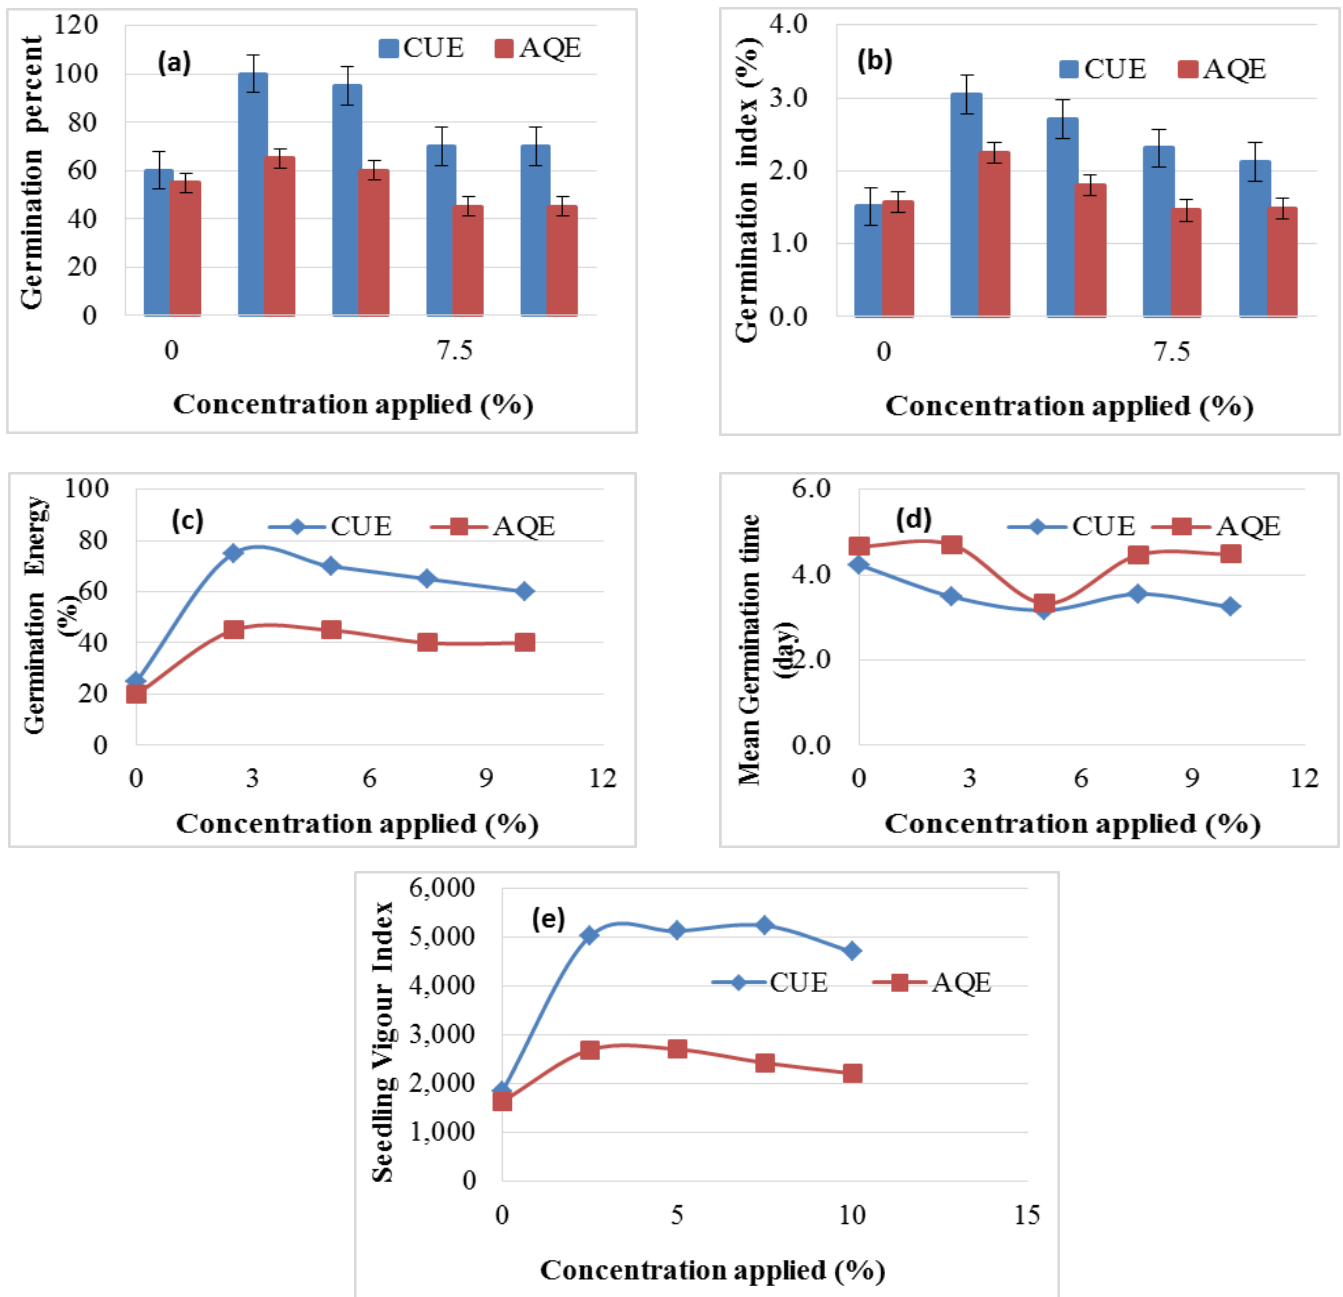 120
100
80
60
40
20
0
Germination percent
(a)
CUE AQE
0 7.5
Concentration applied (%)
4.0
3.0
2.0
1.0
0.0
Germination index (%)
(b)
CUE AQE
0 7.5
Concentration applied (%)
100
80
60
40
20
0
Germination Energy
(%)
(c)
CUE AQE
0 3 6 9 12
Concentration applied (%)
6.0
4.0
2.0
0.0
Mean Germination time
(day)
(d)
CUE AQE
0 3 6 9 12
Concentration applied (%)
6,000
5,000
4,000
3,000
2,000
1,000
0
Seedling Vigour Index
(e)
CUE AQE
0 5 10 15
Concentration applied (%)